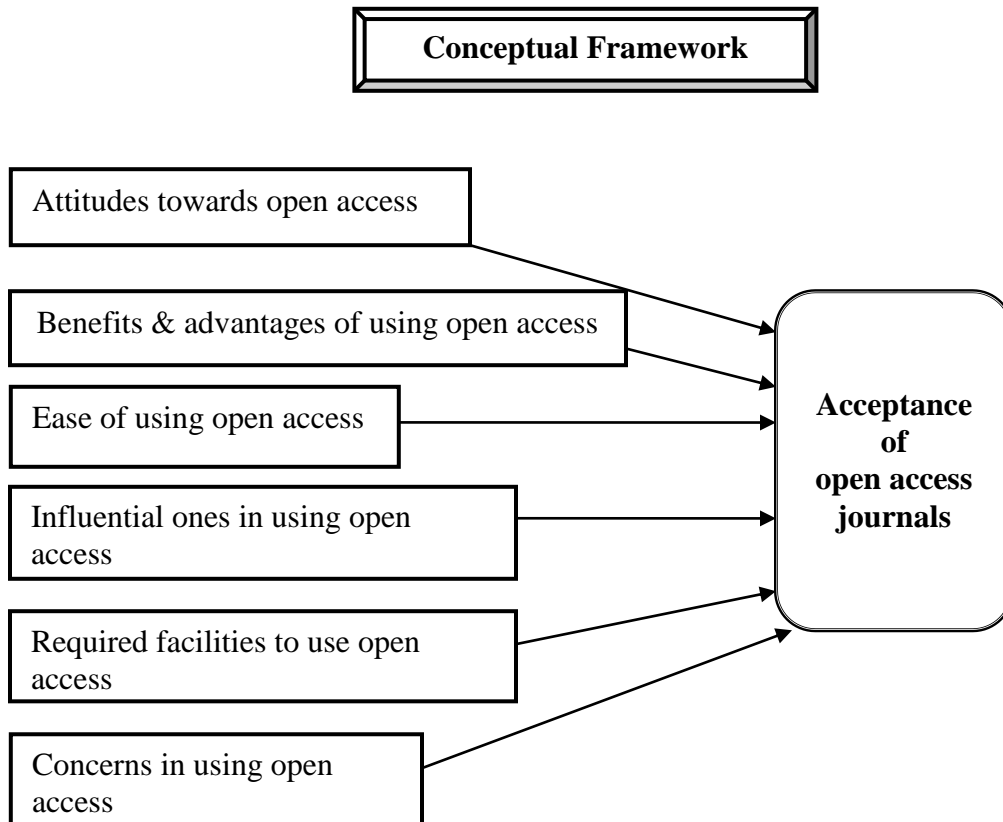 Conceptual Framework
Attitudes towards open access
Benefits & advantages of using open access
Ease of using open access
Influential ones in using open
access
Required facilities to use open
access
Concerns in using open
access
Acceptance
of
open access
journals